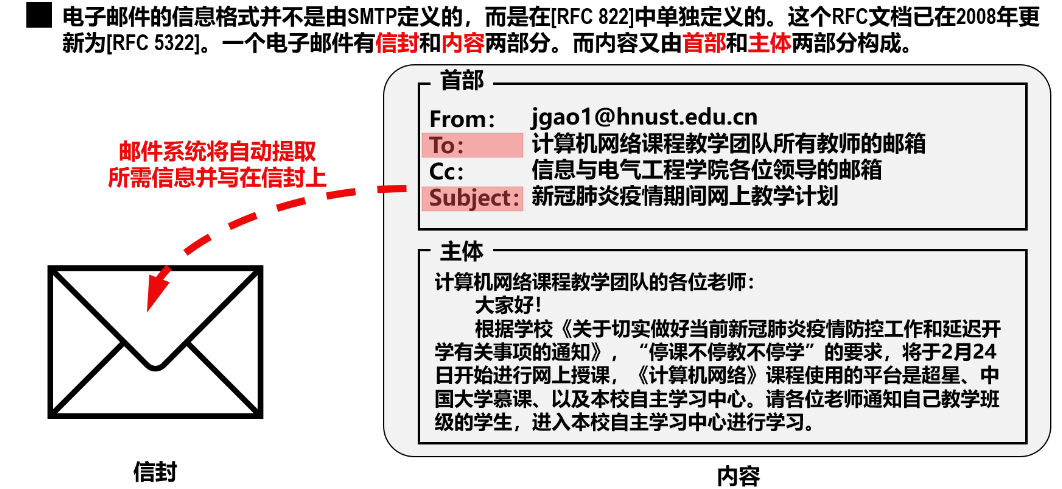 电子邮件的信息格式并不是由SMTP定义的，而是在[RFC 822]中单独定义的。这个RFC文档已在2008年更
新为[RFC 5322]。一个电子邮件有信封和内容两部分。而内容又由首部和主体两部分构成。
首部
From： jgao1@hnust.edu.cn
To： 计算机网络课程教学团队所有教师的邮箱
Cc： 信息与电气工程学院各位领导的邮箱
Subject： 新冠肺炎疫情期间网上教学计划
邮件系统将自动提取
所需信息并写在信封上
主体
计算机网络课程教学团队的各位老师：
大家好！
根据学校《关于切实做好当前新冠肺炎疫情防控工作和延迟开
学有关事项的通知》，“停课不停教不停学”的要求，将于2月24
日开始进行网上授课，《计算机网络》课程使用的平台是超星、中
国大学慕课、以及本校自主学习中心。请各位老师通知自己教学班
级的学生，进入本校自主学习中心进行学习。
信封
内容